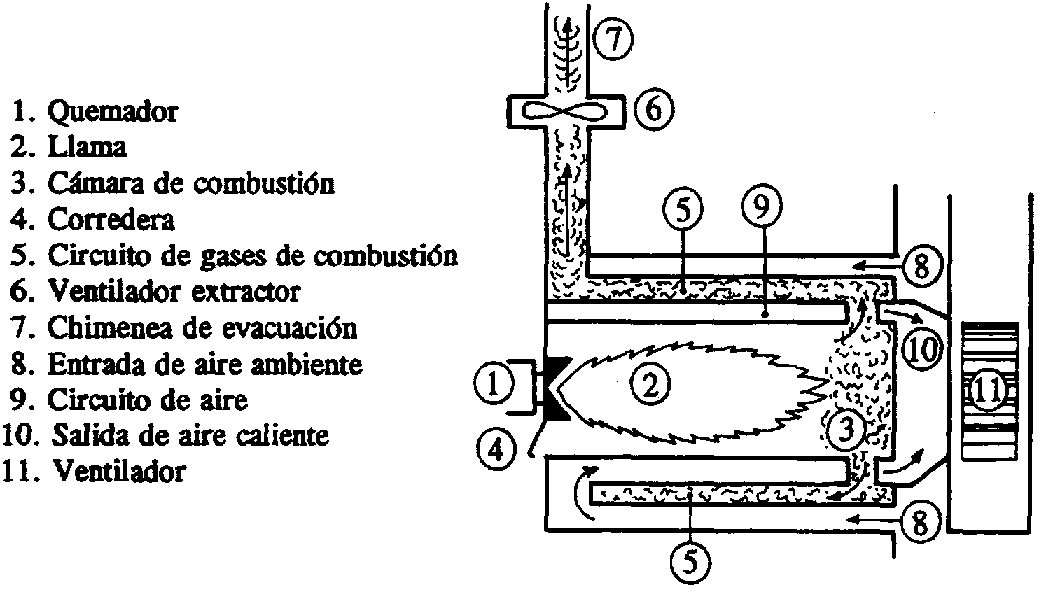 1. Quemador
2. Llama
3. Cámara de combustión
4. Corredera
5. Circuito de gases de combustión
6. Ventilador extractor
7. Chimenea de evacuación
8. Entrada de aire ambiente
9. Circuito de aire
10. Salida de aire caliente
11. Ventilador
7
6
5
9
8
10
1
2
11
3
4
8
5